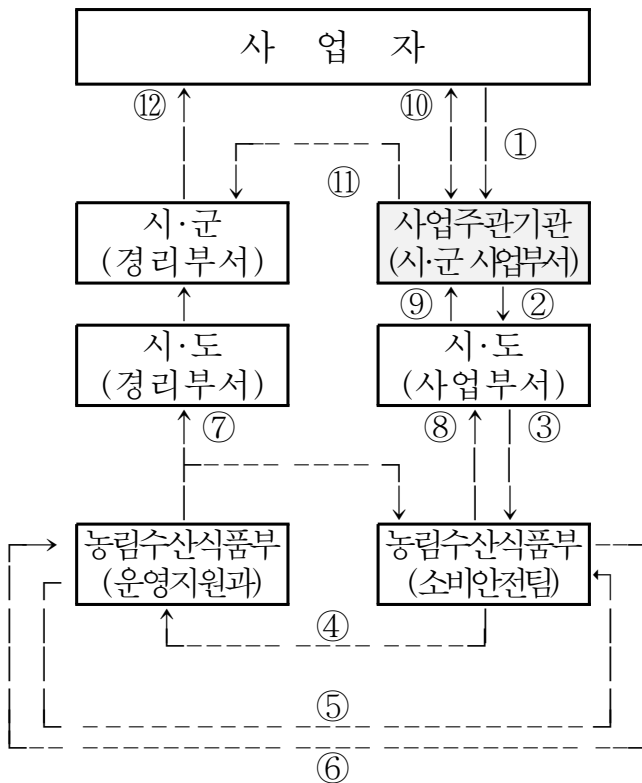 사 업 자
⑫
⑩
①
⑪
시·군
(경리부서)
사업주관기관
(시·군 사업부서)
⑨
②
시·도
(경리부서)
시·도
(사업부서)
⑦
⑧
③
농림수산식품부
(운영지원과)
농림수산식품부
(소비안전팀)
④
⑤
⑥